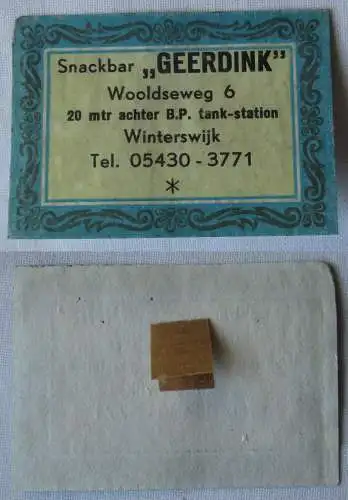 Snackbar „GEERDINK”
Wooldseweg 6
20 mtr achter B.P. tank-station
Winterswijk
Tel. 05430 - 3771
*